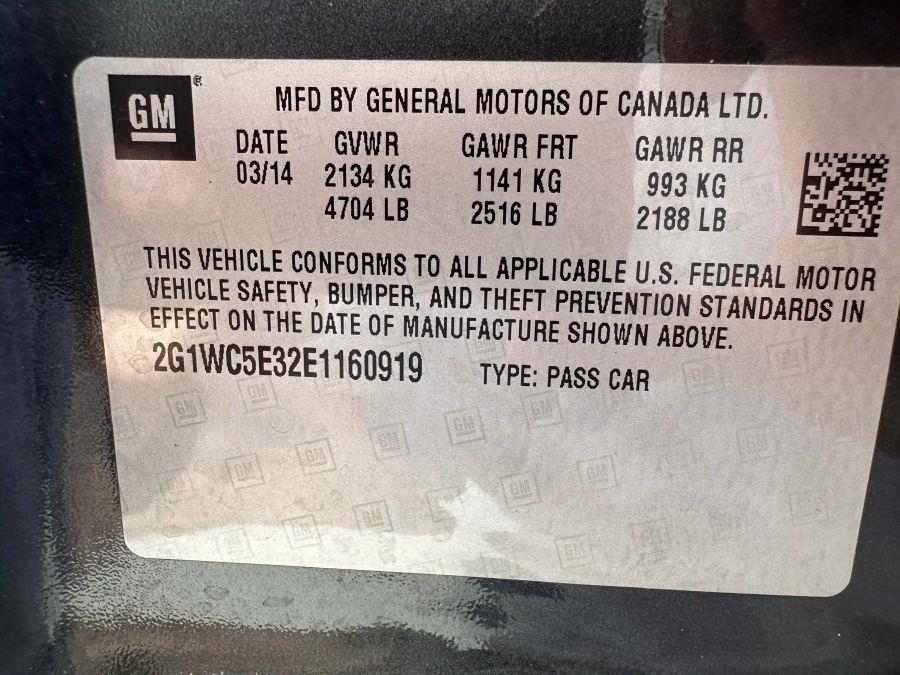 GM
MFD BY GENERAL MOTORS OF CANADA LTD.
DATE GVWR GAWR FRT GAWR RR
03/14 2134 KG 1141 KG 993 KG
4704 LB 2516 LB 2188 LB
THIS VEHICLE CONFORMS TO ALL APPLICABLE U.S. FEDERAL MOTOR
VEHICLE SAFETY, BUMPER, AND THEFT PREVENTION STANDARDS IN
EFFECT ON THE DATE OF MANUFACTURE SHOWN ABOVE.
2G1WC5E32E1160919 TYPE: PASS CAR